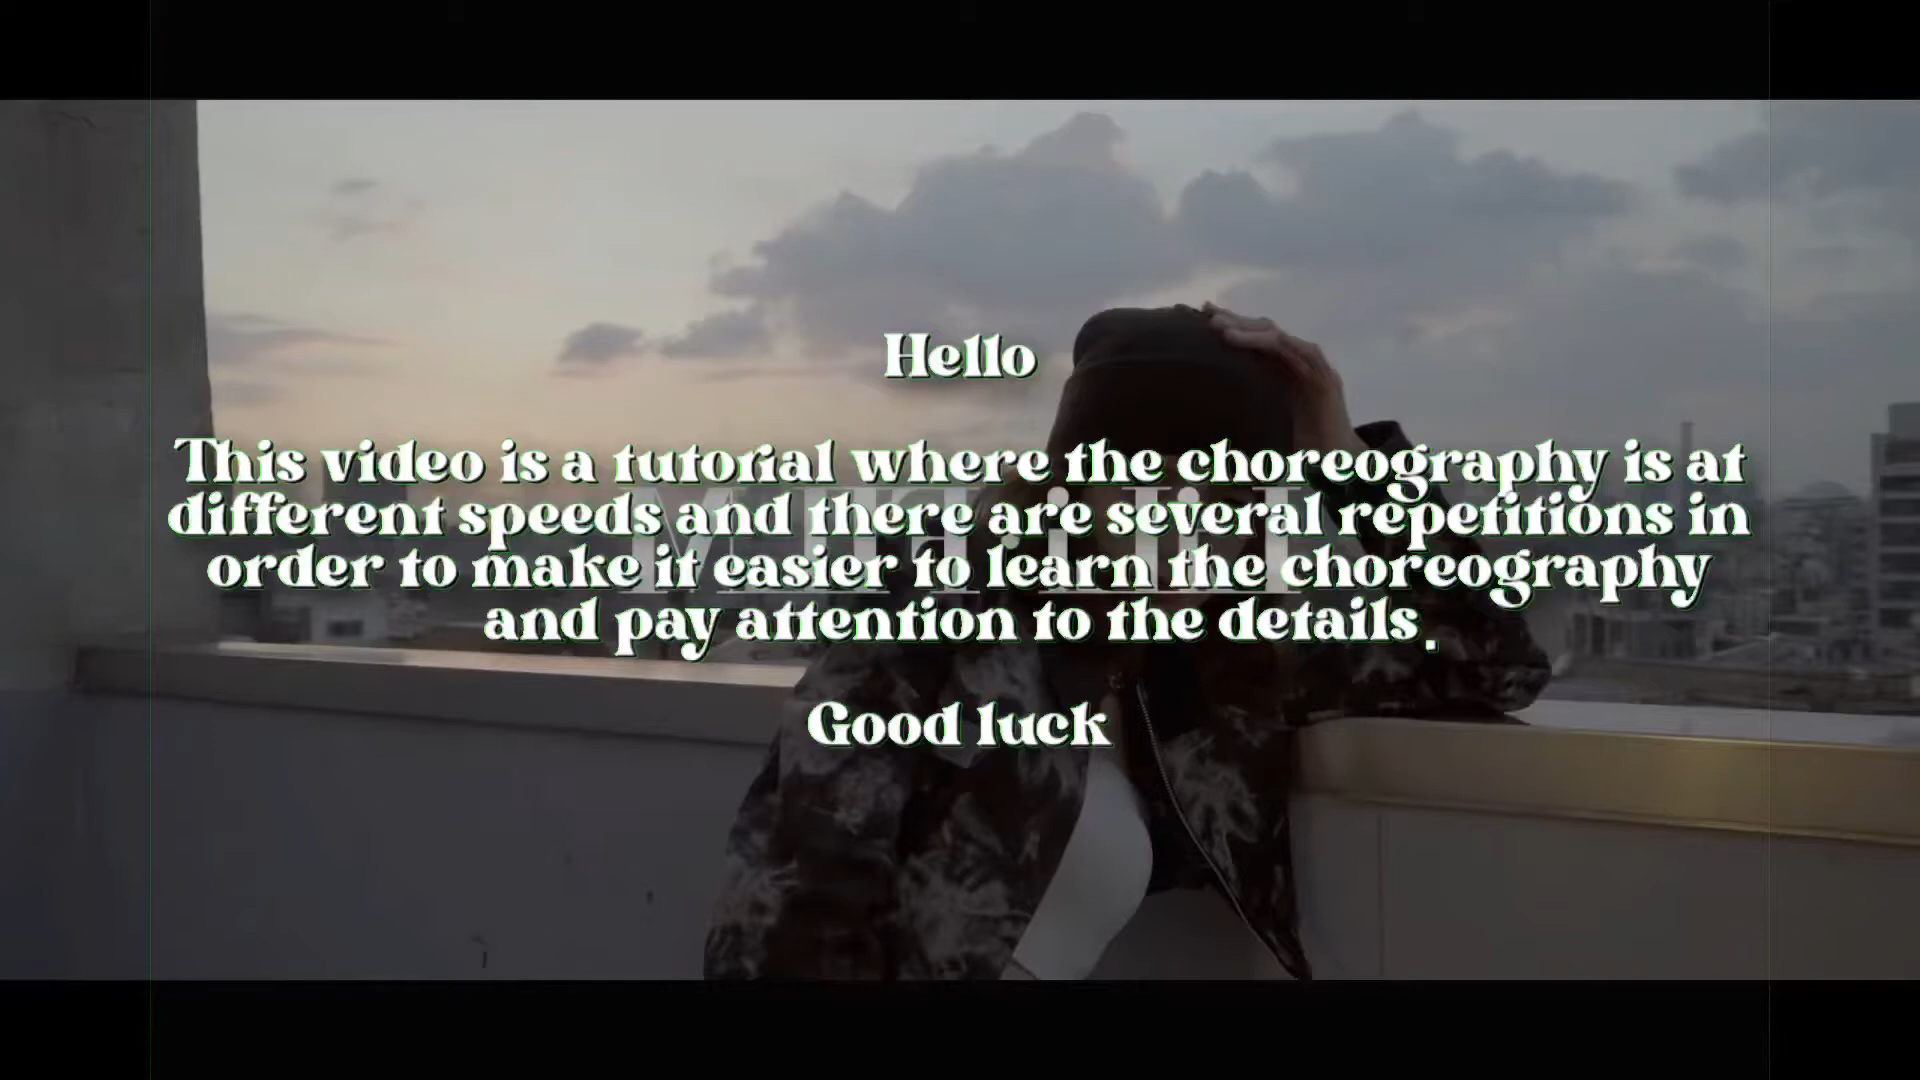 Hello
This video is a tutorial where the choreography is at
different speeds and there are several repetitions in
order to make it easier to learn the choreography
and pay attention to the details.
Good luck